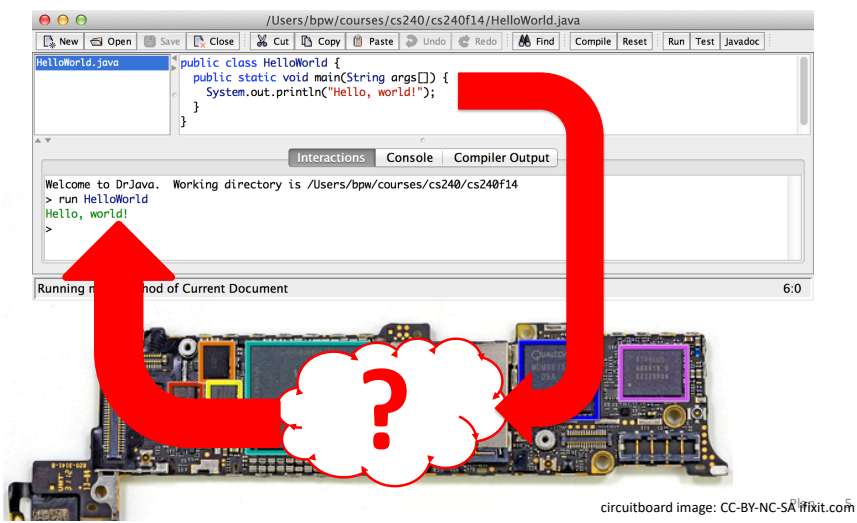 /Users/bpw/courses/cs240/cs240f14/HelloWorld.java
New Open Save Close Cut Copy Paste Undo Redo Find Compile Reset Run Test Javadoc
HelloWorld.java
public class HelloWorld {
public static void main(String args[]) {
System.out.println("Hello, world!");
}
}
Interactions Console Compiler Output
Welcome to DrJava. Working directory is /Users/bpw/courses/cs240/cs240f14
> run HelloWorld
Hello, world!
>
Running of Current Document 6:0
?
circuitboard image: CC-BY-NC-SA ifixit.com
5